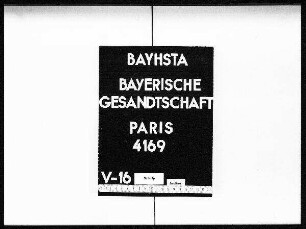 BAYHSTA
BAYERISCHE
GESANDTSCHAFT
PARIS
4169
V-16